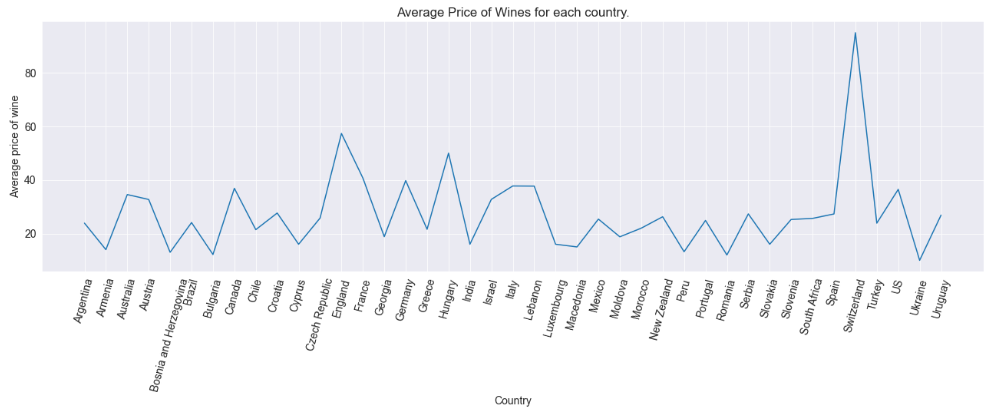 Average Price of Wines for each country.
Average price of wine
80
60
40
20
Argentina
Armenia
Australia
Austria
Bosnia and Herzegovina
Brazil
Bulgaria
Canada
Chile
Croatia
Cyprus
Czech Republic
England
France
Georgia
Germany
Greece
Hungary
India
Israel
Italy
Lebanon
Luxembourg
Macedonia
Mexico
Moldova
Morocco
New Zealand
Peru
Portugal
Romania
Serbia
Slovakia
Slovenia
South Africa
Spain
Switzerland
Turkey
US
Ukraine
Uruguay
Country